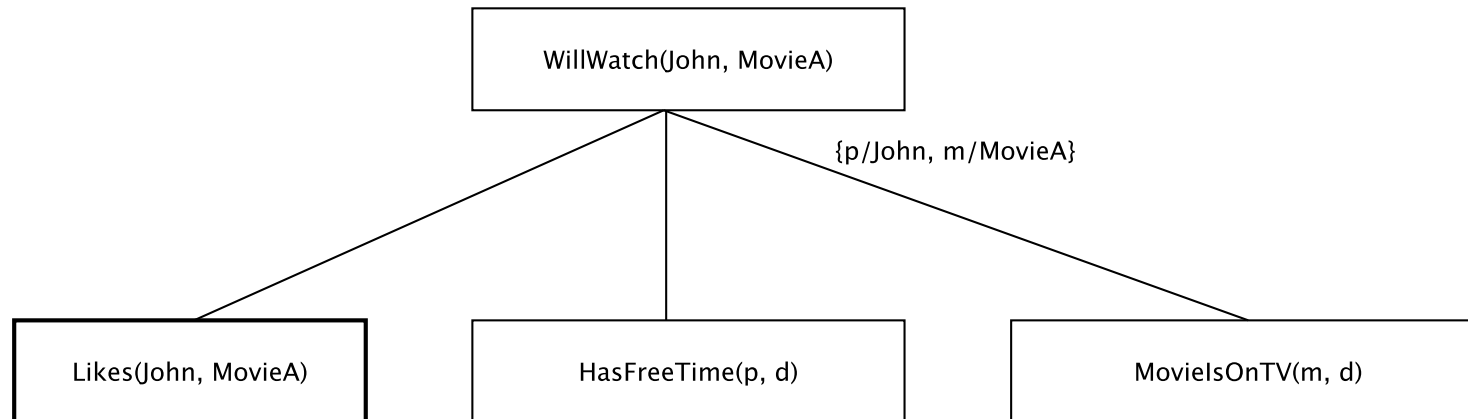 WillWatch(John, MovieA)
{p/John, m/MovieA}
Likes(John, MovieA)
HasFreeTime(p, d)
MovieIsOnTV(m, d)